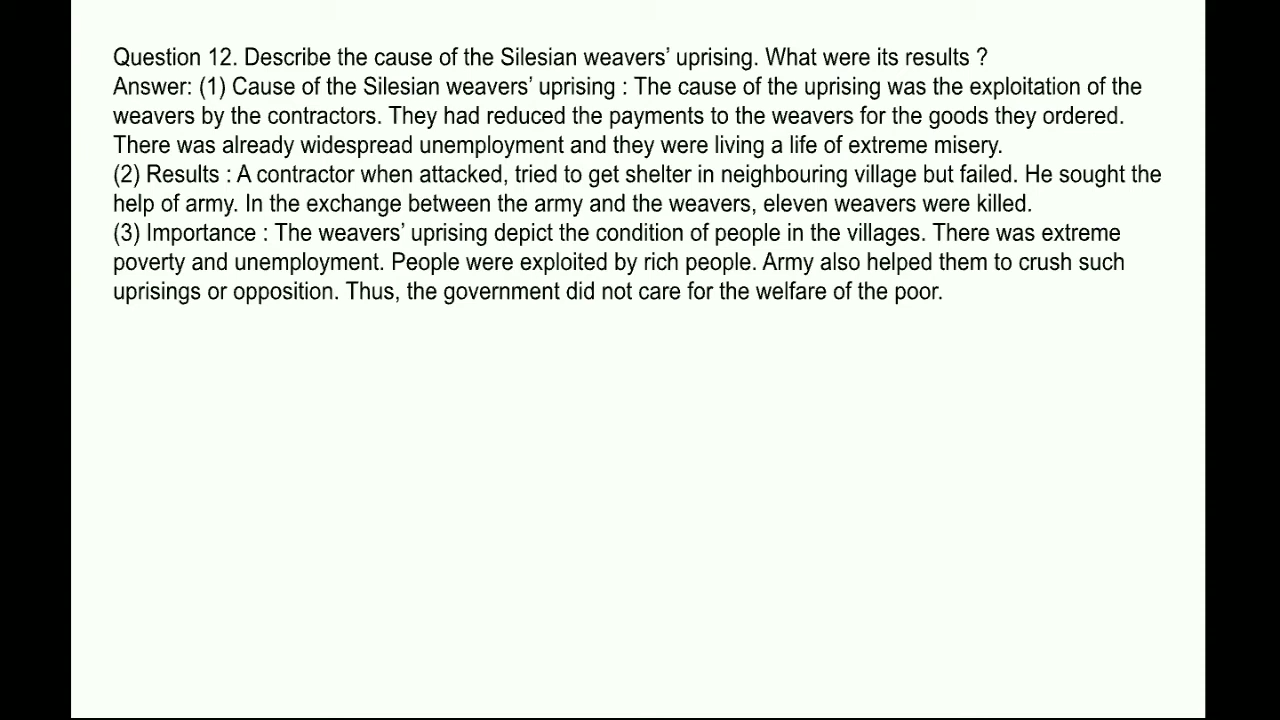 Question 12. Describe the cause of the Silesian weavers’ uprising. What were its results ?
Answer: (1) Cause of the Silesian weavers’ uprising : The cause of the uprising was the exploitation of the
weavers by the contractors. They had reduced the payments to the weavers for the goods they ordered.
There was already widespread unemployment and they were living a life of extreme misery.
(2) Results : A contractor when attacked, tried to get shelter in neighbouring village but failed. He sought the
help of army. In the exchange between the army and the weavers, eleven weavers were killed.
(3) Importance : The weavers’ uprising depict the condition of people in the villages. There was extreme
poverty and unemployment. People were exploited by rich people. Army also helped them to crush such
uprisings or opposition. Thus, the government did not care for the welfare of the poor.